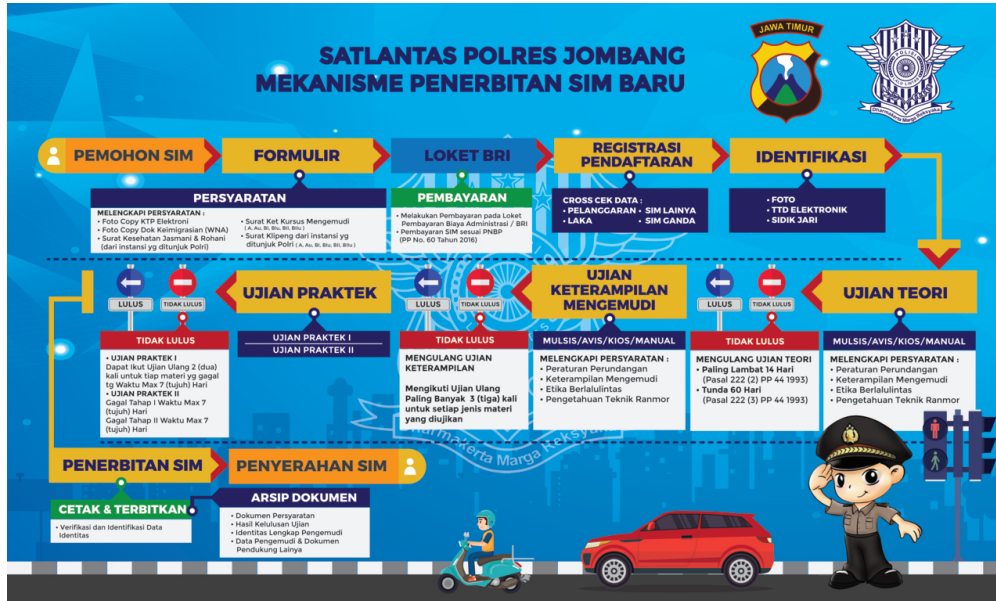 JAWA TIMUR
SATLANTAS POLRES JOMBANG
MEKANISME PENERBITAN SIM BARU
POLISI
Dharmakerta Marga Raksyaka
PEMOHON SIM
FORMULIR
LOKET BRI
REGISTRASI
PENDAFTARAN
IDENTIFIKASI
PERSYARATAN
MELENGKAPI PERSYARATAN :
• Foto Copy KTP Elektroni
• Foto Copy Dok Keimigrasian (WNA)
• Surat Kesehatan Jasmani & Rohani
(dari instansi yg ditunjuk Polri)
• Surat Ket Kursus Mengemudi
( A, Au, BI, BIu, BII, BIIu )
• Surat Klipeng dari instansi yg
ditunjuk Polri ( A, Au, BI, BIu, BII, BIIu )
PEMBAYARAN
• Melakukan Pembayaran pada Loket
Pembayaran Biaya Administrasi / BRI
• Pembayaran SIM sesuai PNBP
(PP No. 60 Tahun 2016)
CROSS CEK DATA :
• PELANGGARAN • SIM LAINYA
• LAKA • SIM GANDA
• FOTO
• TTD ELEKTRONIK
• SIDIK JARI
LULUS
TIDAK LULUS
UJIAN PRAKTEK
LULUS
TIDAK LULUS
UJIAN
KETERAMPILAN
MENGEMUDI
LULUS
TIDAK LULUS
UJIAN TEORI
TIDAK LULUS
• UJIAN PRAKTEK I
Dapat Ikut Ujian Ulang 2 (dua)
kali untuk tiap materi yg gagal
tg Waktu Max 7 (tujuh) Hari
• UJIAN PRAKTEK II
Gagal Tahap I Waktu Max 7
(tujuh) Hari
Gagal Tahap II Waktu Max 7
(tujuh) Hari
UJIAN PRAKTEK I
UJIAN PRAKTEK II
TIDAK LULUS
MENGULANG UJIAN
KETERAMPILAN
Mengikuti Ujian Ulang
Paling Banyak 3 (tiga) kali
untuk setiap jenis materi
yang diujikan
MULSIS/AVIS/KIOS/MANUAL
MELENGKAPI PERSYARATAN :
• Peraturan Perundangan
• Keterampilan Mengemudi
• Etika Berlalulintas
• Pengetahuan Teknik Ranmor
TIDAK LULUS
MENGULANG UJIAN TEORI
• Paling Lambat 14 Hari
(Pasal 222 (2) PP 44 1993)
• Tunda 60 Hari
(Pasal 222 (3) PP 44 1993)
MULSIS/AVIS/KIOS/MANUAL
MELENGKAPI PERSYARATAN :
• Peraturan Perundangan
• Keterampilan Mengemudi
• Etika Berlalulintas
• Pengetahuan Teknik Ranmor
Dharmakerta Marga Raksyaka
PENERBITAN SIM
PENYERAHAN SIM
CETAK & TERBITKAN
• Verifikasi dan Identifikasi Data
Identitas
ARSIP DOKUMEN
• Dokumen Persyaratan
• Hasil Kelulusan Ujian
• Identitas Lengkap Pengemudi
• Data Pengemudi & Dokumen
Pendukung Lainya